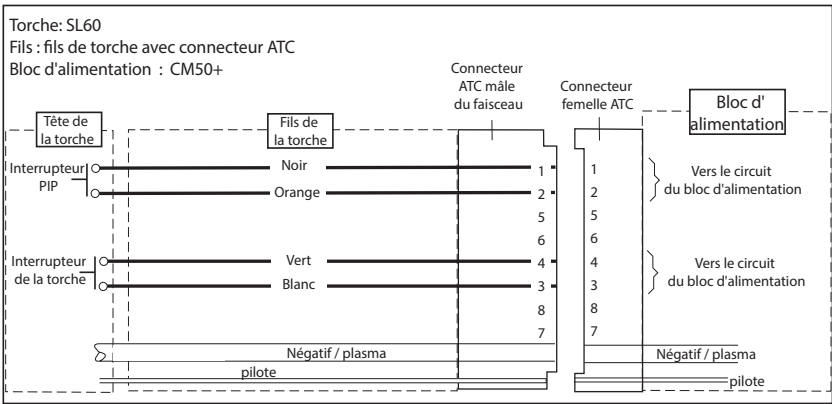 Torche: SL60
Fils : fils de torche avec connecteur ATC
Bloc d'alimentation : CM50+
Connecteur
ATC mâle
du faisceau
Connecteur
femelle ATC
Bloc d'
alimentation
Tête de
la torche
Fils de
la torche
Interrupteur
PIP
Noir
Orange
1
2
5
6
4
3
8
7
1
2
5
6
4
3
8
7
Vers le circuit
du bloc d'alimentation
Interrupteur
de la torche
Vert
Blanc
Vers le circuit
du bloc d'alimentation
Négatif / plasma
Négatif / plasma
pilote
pilote